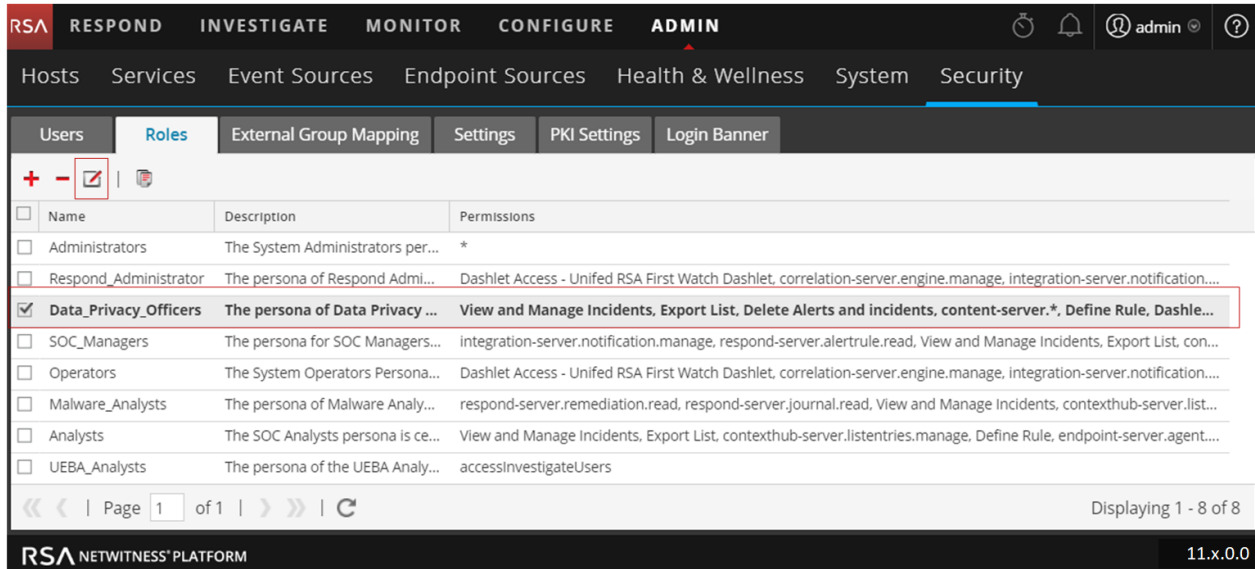 RSA RESPOND INVESTIGATE MONITOR CONFIGURE ADMIN admin
Hosts Services Event Sources Endpoint Sources Health & Wellness System Security
Users Roles External Group Mapping Settings PKI Settings Login Banner
Name Description Permissions
Administrators The System Administrators per... *
Respond_Administrator The persona of Respond Admi... Dashlet Access - Unifed RSA First Watch Dashlet, correlation-server.engine.manage, integration-server.notification....
Data_Privacy_Officers The persona of Data Privacy ... View and Manage Incidents, Export List, Delete Alerts and incidents, content-server.*, Define Rule, Dashle...
SOC_Managers The persona for SOC Managers... integration-server.notification.manage, respond-server.alertrule.read, View and Manage Incidents, Export List, con...
Operators The System Operators Persona... Dashlet Access - Unifed RSA First Watch Dashlet, correlation-server.engine.manage, integration-server.notification....
Malware_Analysts The persona of Malware Analy... respond-server.remediation.read, respond-server.journal.read, View and Manage Incidents, contexthub-server.list...
Analysts The SOC Analysts persona is ce... View and Manage Incidents, Export List, contexthub-server.listentries.manage, Define Rule, endpoint-server.agent....
UEBA_Analysts The persona of the UEBA Analy... accessInvestigateUsers
Page 1 of 1 Displaying 1 - 8 of 8
RSA NETWITNESS® PLATFORM 11.x.0.0